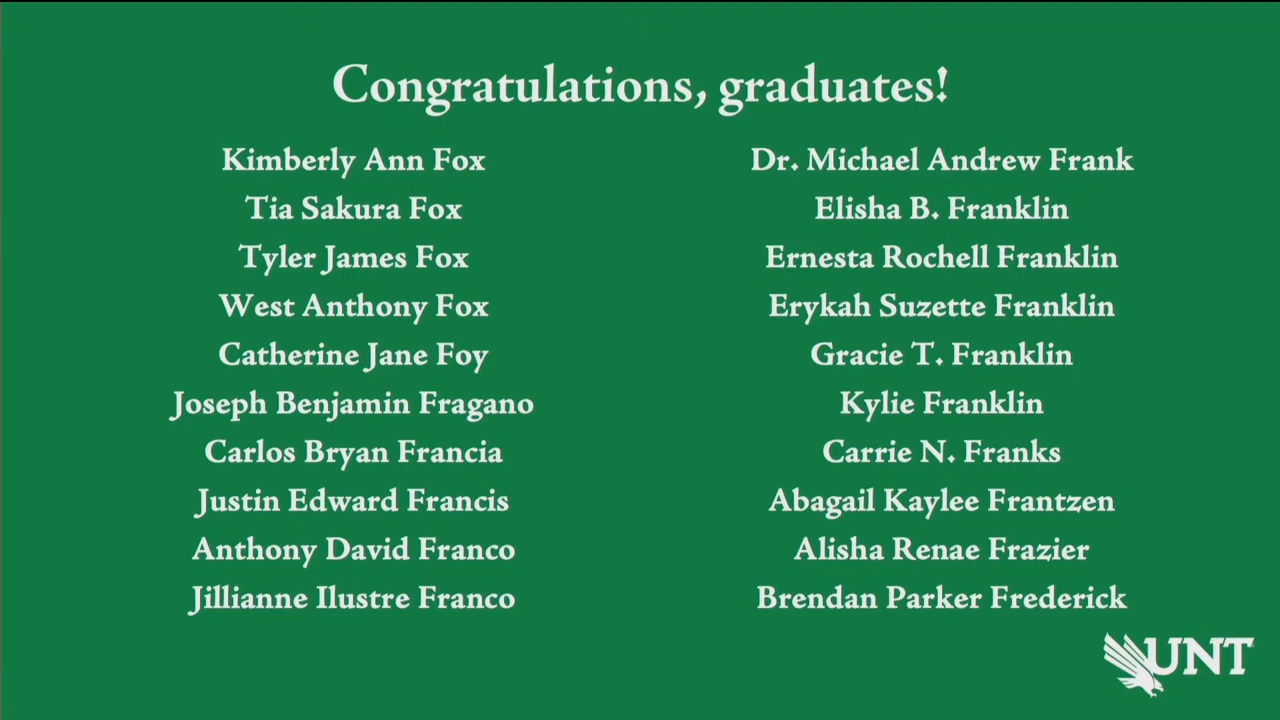 Congratulations, graduates!
Kimberly Ann Fox
Tia Sakura Fox
Tyler James Fox
West Anthony Fox
Catherine Jane Foy
Joseph Benjamin Fragano
Carlos Bryan Francia
Justin Edward Francis
Anthony David Franco
Jillianne Ilustre Franco
Dr. Michael Andrew Frank
Elisha B. Franklin
Ernesta Rochell Franklin
Erykah Suzette Franklin
Gracie T. Franklin
Kylie Franklin
Carrie N. Franks
Abagail Kaylee Frantzen
Alisha Renae Frazier
Brendan Parker Frederick
UNT